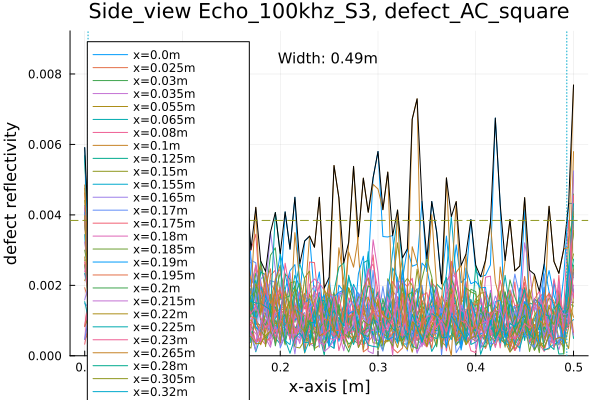 Side_view Echo_100khz_S3, defect_AC_square
Width: 0.49m
x=0.0m
x=0.025m
x=0.03m
x=0.035m
x=0.055m
x=0.065m
x=0.08m
x=0.1m
x=0.125m
x=0.15m
x=0.155m
x=0.165m
x=0.17m
x=0.175m
x=0.18m
x=0.185m
x=0.19m
x=0.195m
x=0.2m
x=0.215m
x=0.22m
x=0.225m
x=0.23m
x=0.265m
x=0.28m
x=0.305m
x=0.32m
defect reflectivity
0.008
0.006
0.004
0.002
0.000
0.2 0.3 0.4 0.5
x-axis [m]